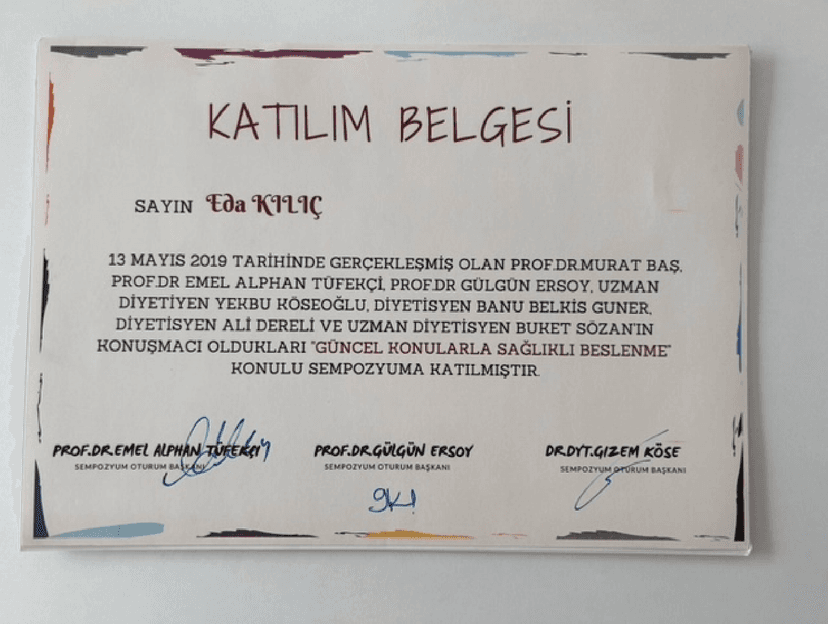 KATILIM BELGESİ
SAYIN Eda KILIÇ
13 MAYIS 2019 TARİHİNDE GERÇEKLEŞMİŞ OLAN PROF.DR.MURAT BAŞ,
PROF.DR EMEL ALPHAN TÜFEKÇİ, PROF.DR GÜLGÜN ERSOY, UZMAN
DİYETİYEN YEKBU KÖSEOĞLU, DİYETİSYEN BANU BELKİS GUNER,
DİYETİSYEN ALİ DERELİ VE UZMAN DİYETİSYEN BUKET SÖZAN'IN
KONUŞMACI OLDUKLARI "GÜNCEL KONULARLA SAĞLIKLI BESLENME"
KONULU SEMPOZYUMA KATILMIŞTIR.
PROF.DR.EMEL ALPHAN TÜFEKÇİ PROF.DR.GÜLGÜN ERSOY DR.DYT.GIZEM KÖSE
SEMPOZYUM OTURUM BAŞKANI SEMPOZYUM OTURUM BAŞKANI SEMPOZYUM OTURUM BAŞKANI